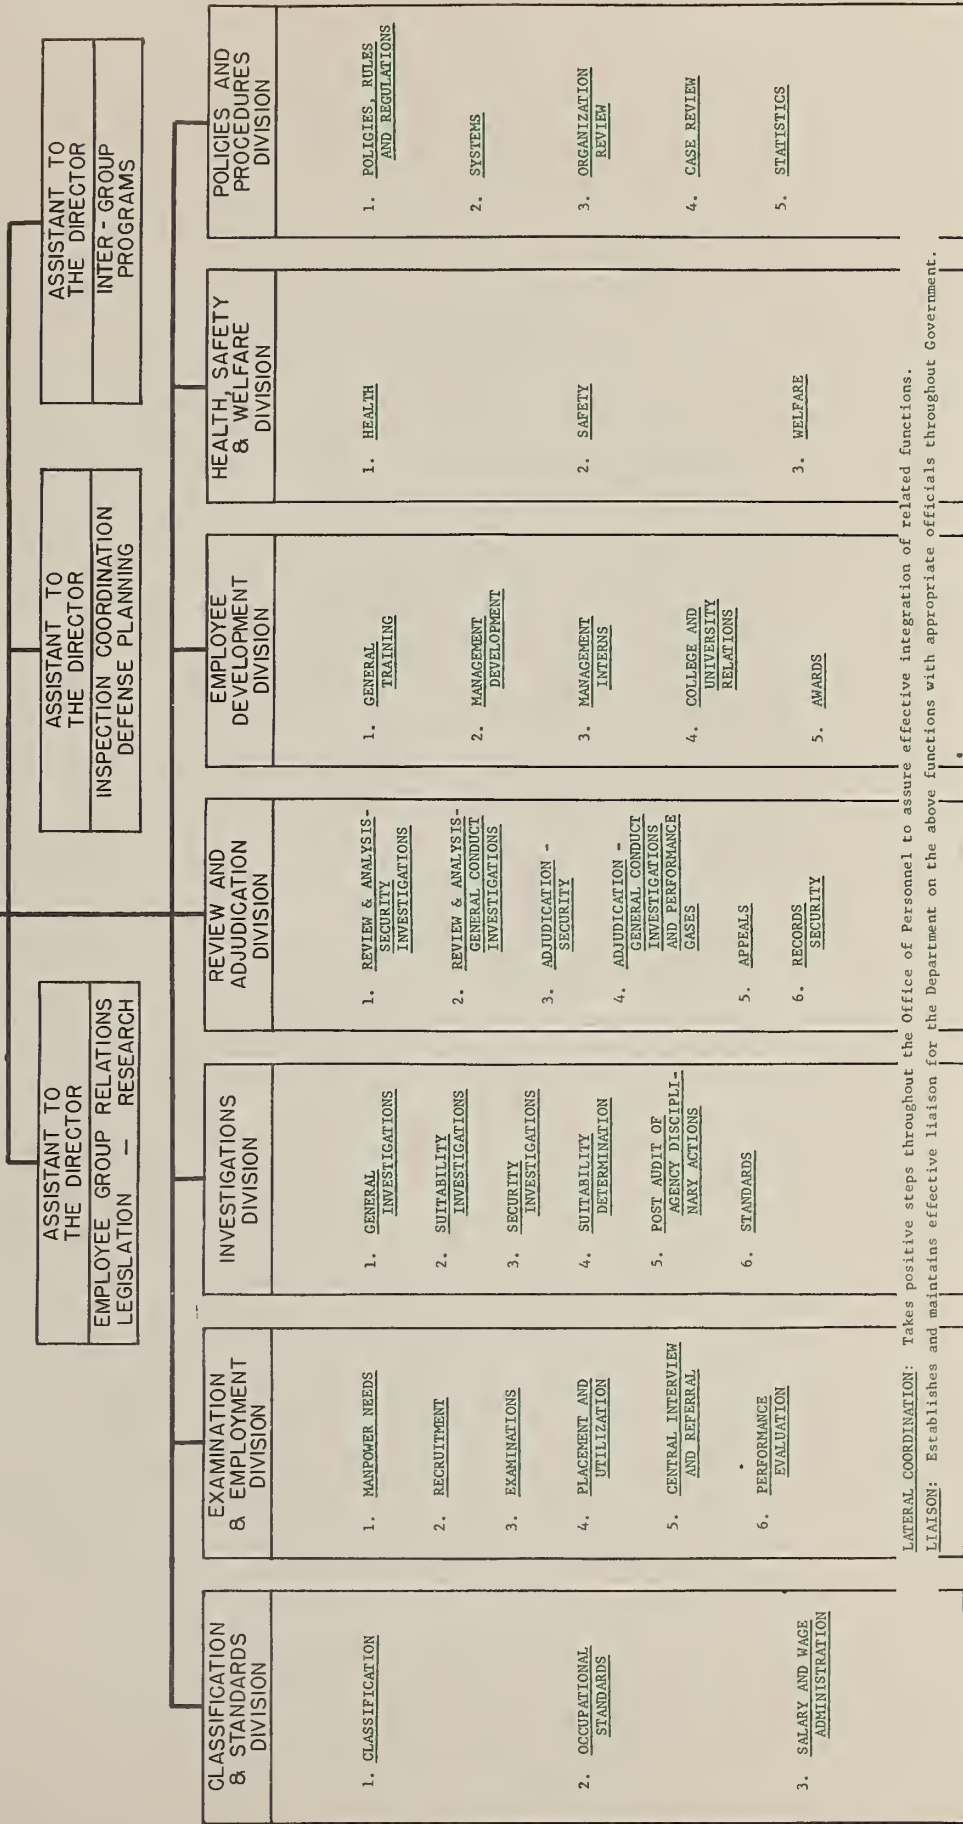 ASSISTANT TO
THE DIRECTOR
EMPLOYEE GROUP RELATIONS
LEGISLATION — RESEARCH
ASSISTANT TO
THE DIRECTOR
INSPECTION COORDINATION
DEFENSE PLANNING
ASSISTANT TO
THE DIRECTOR
INTER - GROUP
PROGRAMS
CLASSIFICATION
& STANDARDS
DIVISION
1. CLASSIFICATION
2. OCCUPATIONAL
STANDARDS
3. SALARY AND WAGE
ADMINISTRATION
EXAMINATION
& EMPLOYMENT
DIVISION
1. MANPOWER NEEDS
2. RECRUITMENT
3. EXAMINATIONS
4. PLACEMENT AND
UTILIZATION
5. CENTRAL INTERVIEW
AND REFERRAL
6. PERFORMANCE
EVALUATION
INVESTIGATIONS
DIVISION
1. GENERAL
INVESTIGATIONS
2. SUITABILITY
INVESTIGATIONS
3. SECURITY
INVESTIGATIONS
4. SUITABILITY
DETERMINATION
5. POST AUDIT OF
AGENCY DISCIPLI-
NARY ACTIONS
6. STANDARDS
REVIEW AND
ADJUDICATION
DIVISION
1. REVIEW & ANALYSIS-
SECURITY
INVESTIGATIONS
2. REVIEW & ANALYSIS-
GENERAL CONDUCT
INVESTIGATIONS
3. ADJUDICATION -
SECURITY
4. ADJUDICATION -
GENERAL CONDUCT
INVESTIGATIONS
AND PERFORMANCE
GASES
5. APPEALS
6. RECORDS
SECURITY
EMPLOYEE
DEVELOPMENT
DIVISION
1. GENERAL
TRAINING
2. MANAGEMENT
DEVELOPMENT
3. MANAGEMENT
INTERNS
4. COLLEGE AND
UNIVERSITY
RELATIONS
5. AWARDS
HEALTH, SAFETY
& WELFARE
DIVISION
1. HEALTH
2. SAFETY
3. WELFARE
POLICIES AND
PROCEDURES
DIVISION
1. POLIGIES, RULES
AND REGULATIONS
2. SYSTEMS
3. ORGANIZATION
REVIEW
4. CASE REVIEW
5. STATISTICS
LATERAL COORDINATION: Takes positive steps throughout the Office of Personnel to assure effective integration of related functions.
LIAISON: Establishes and maintains effective liaison for the Department on the above functions with appropriate officials throughout Government.